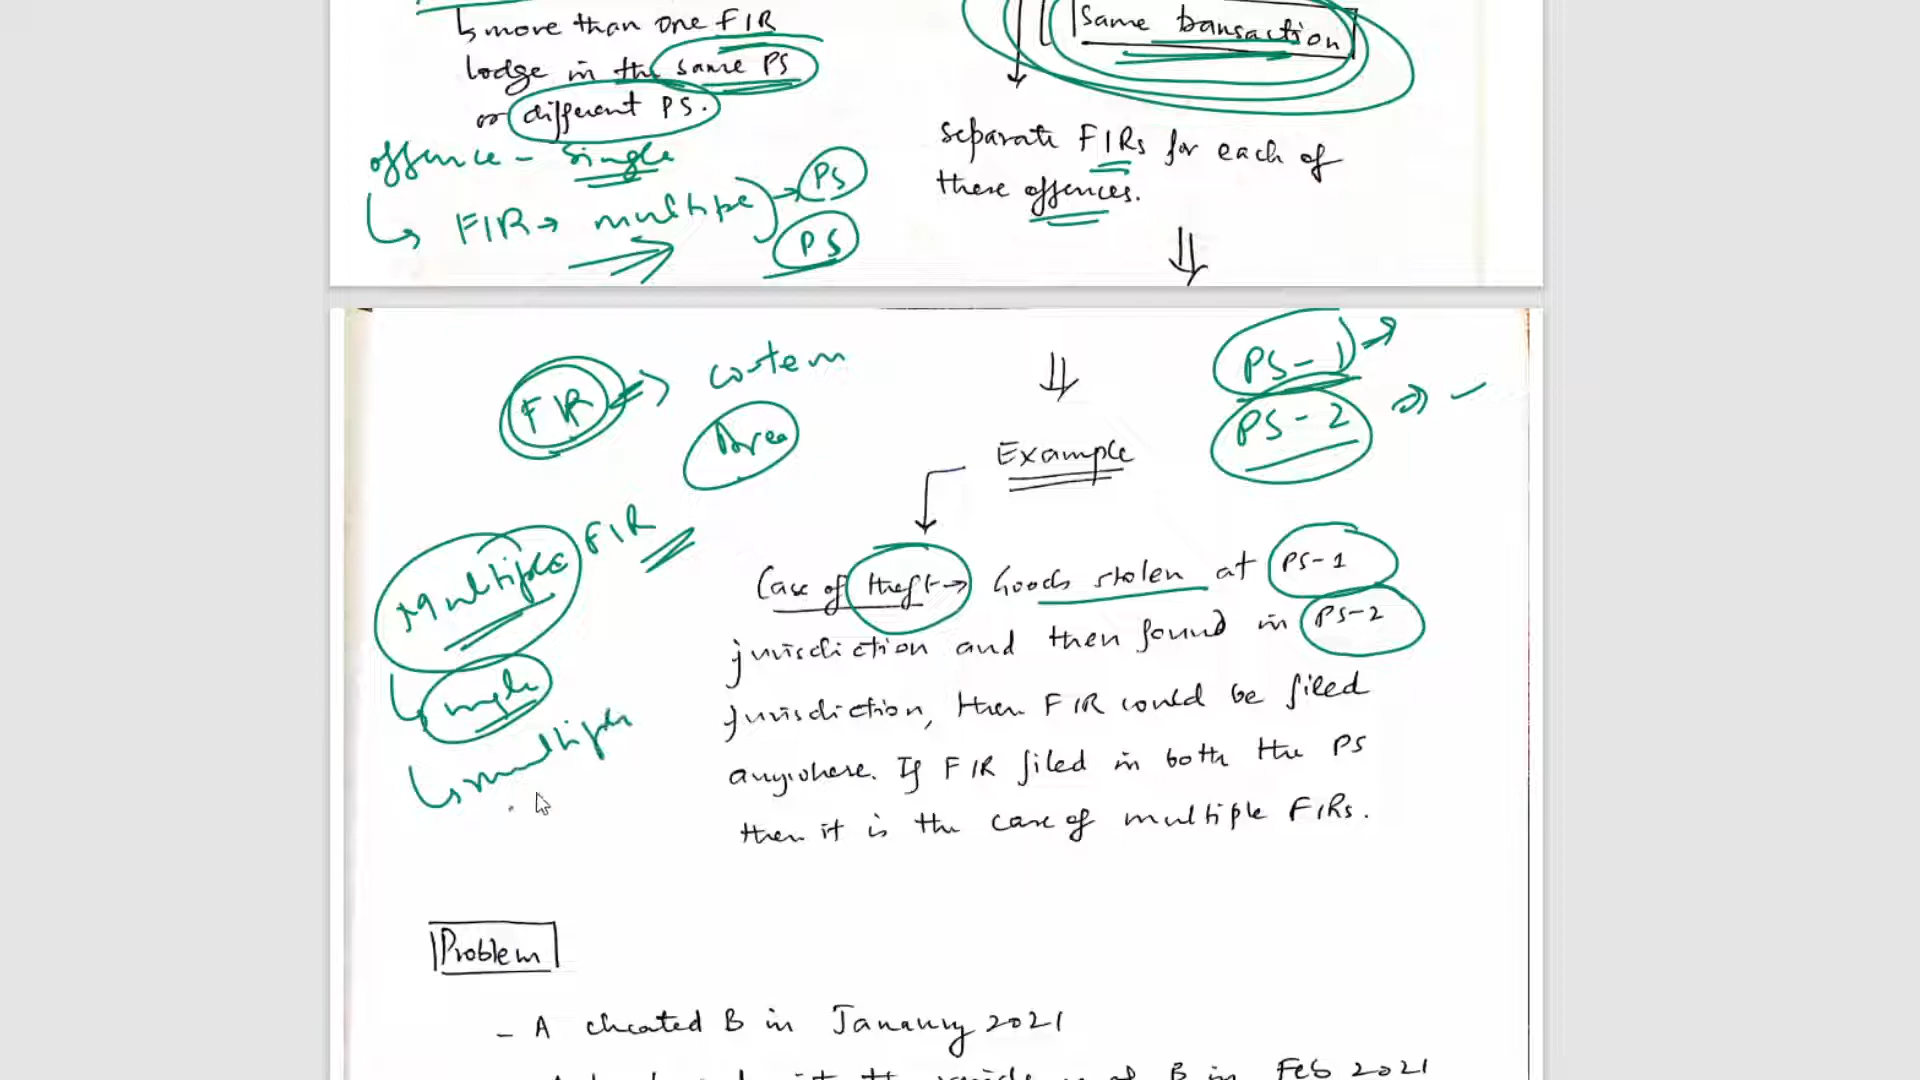 ↳ more than one FIR
lodge in the same PS
or different PS.
offence - single
↳ FIR → multiple
PS
PS
same transaction
separate FIRs for each of
these offences.
FIR
Area
PS-1
PS-2
Example
Multiple FIR
single
↳ multiple
Case of theft → Goods stolen at PS-1
jurisdiction and then found in PS-2
jurisdiction, then FIR could be filed
anywhere. If FIR filed in both the PS
then it is the case of multiple FIRs.
Problem
- A cheated B in January 2021
B in Feb 2021